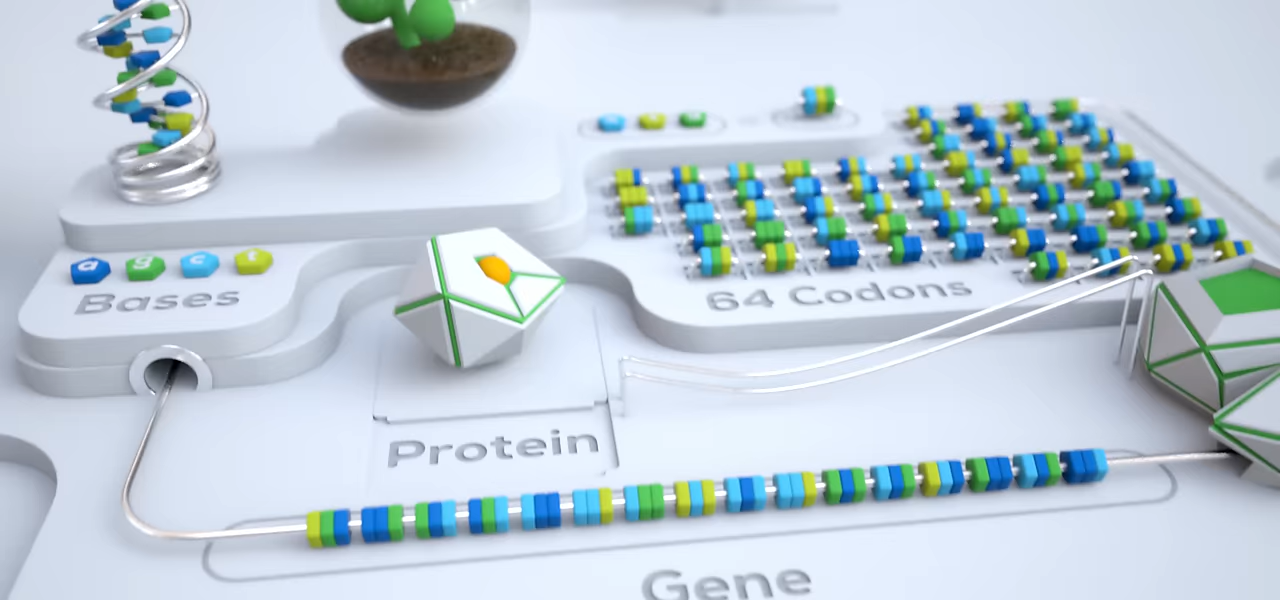 a g c t
Bases
64 Codons
Protein
Gene